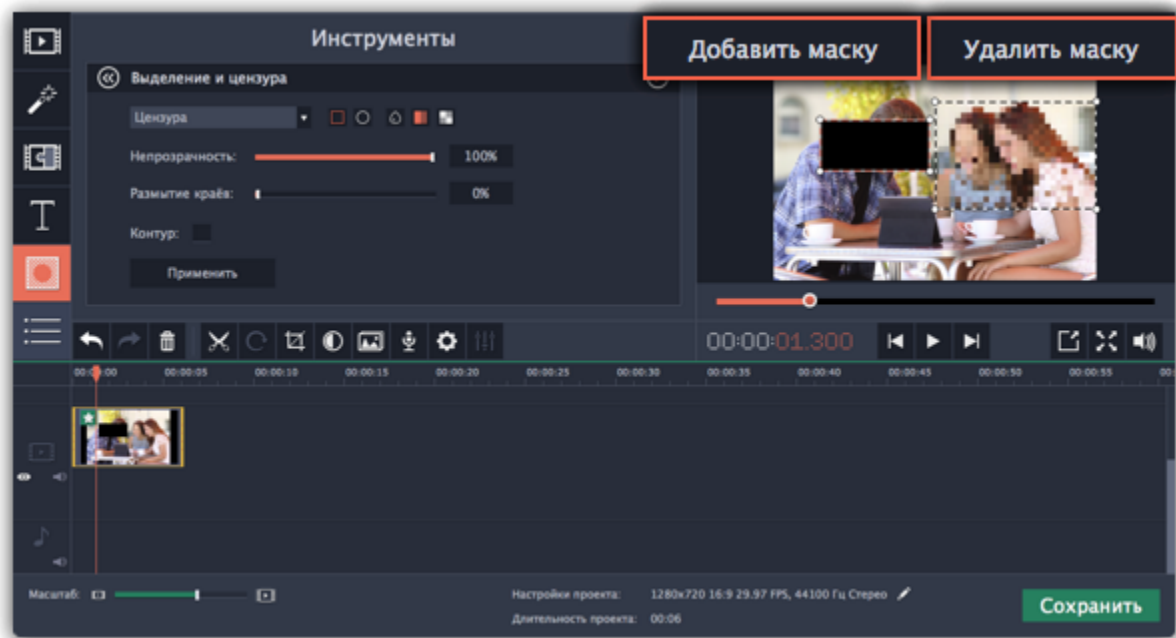 Инструменты
Добавить маску
Удалить маску
Выделение и цензура
Цензура
Непрозрачность: 100%
Размытие краёв: 0%
Контур:
Применить
00:00:01.300
00:00:05 00:00:10 00:00:15 00:00:20 00:00:25 00:00:30 00:00:35 00:00:40 00:00:45 00:00:50 00:00:55
Масштаб:
Настройки проекта: 1280x720 16:9 29.97 FPS, 44100 Гц Стерео
Длительность проекта: 00:06
Сохранить